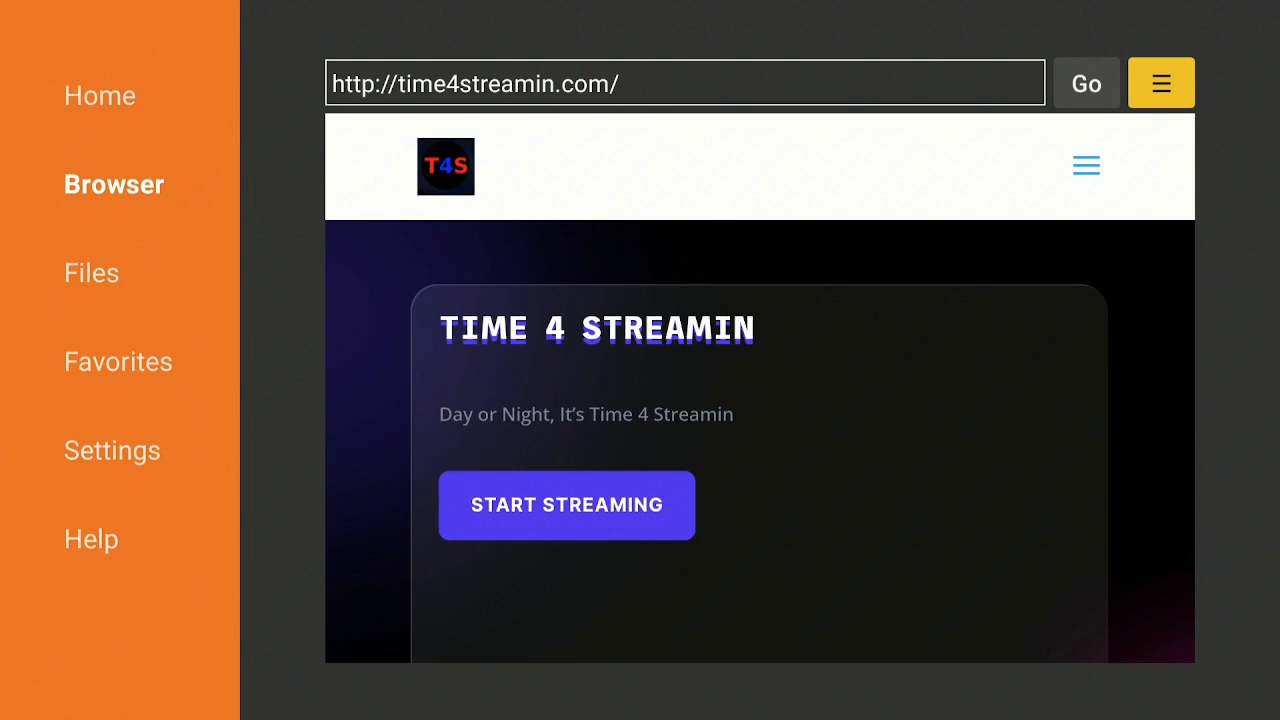 Home
Browser
Files
Favorites
Settings
Help
http://time4streamin.com/
Go
T4S
TIME 4 STREAMIN
Day or Night, It’s Time 4 Streamin
START STREAMING